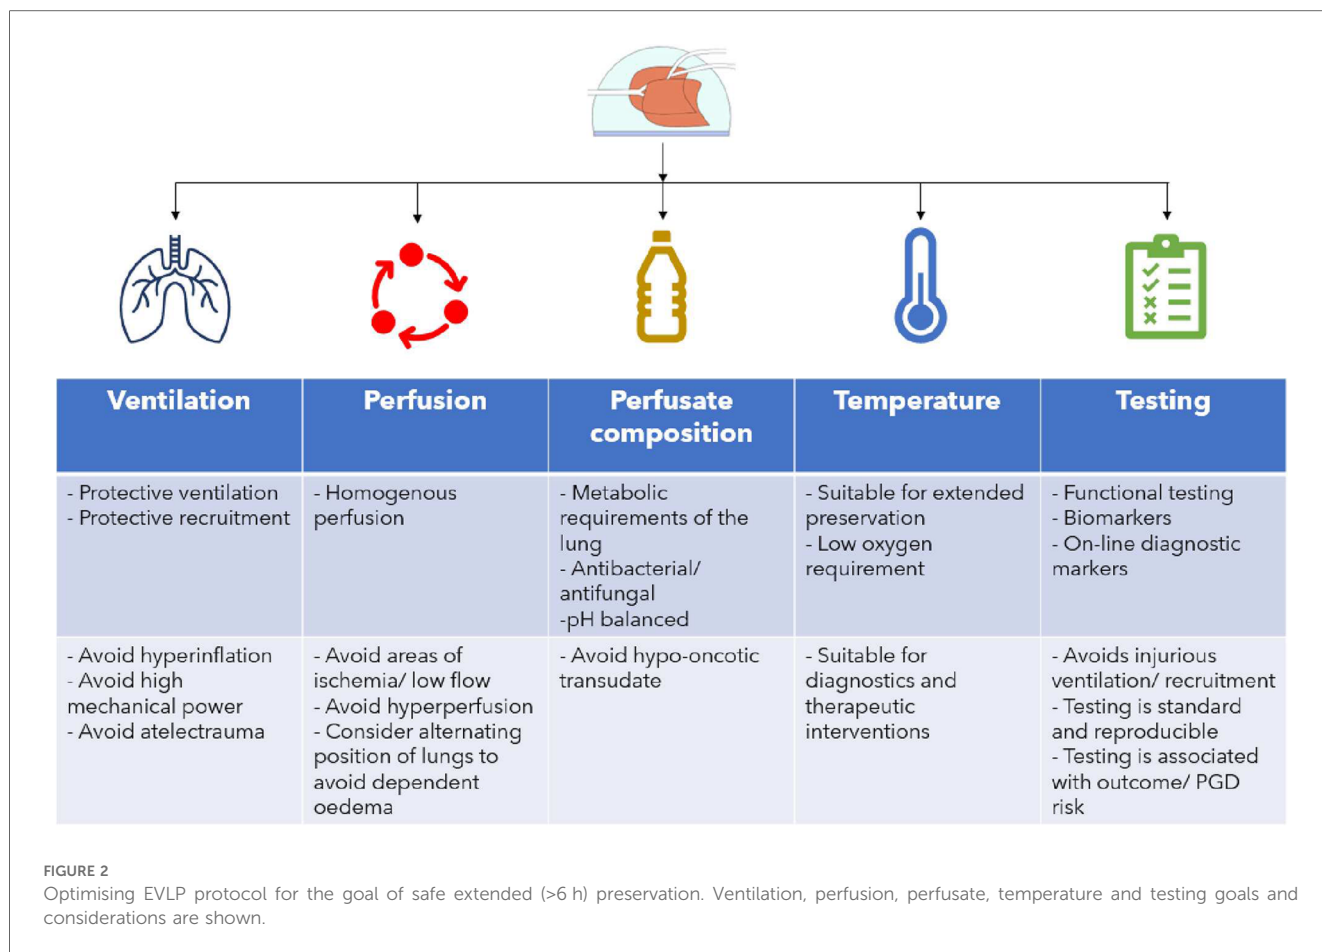 Ventilation
Perfusion
Perfusate
composition
Temperature
Testing
- Protective ventilation
- Protective recruitment
- Homogenous
perfusion
- Metabolic
requirements of the
lung
- Antibacterial/
antifungal
-pH balanced
- Suitable for extended
preservation
- Low oxygen
requirement
- Functional testing
- Biomarkers
- On-line diagnostic
markers
- Avoid hyperinflation
- Avoid high
mechanical power
- Avoid atelectrauma
- Avoid areas of
ischemia/ low flow
- Avoid hyperperfusion
- Consider alternating
position of lungs to
avoid dependent
oedema
- Avoid hypo-oncotic
transudate
- Suitable for
diagnostics and
therapeutic
interventions
- Avoids injurious
ventilation/ recruitment
- Testing is standard
and reproducible
- Testing is associated
with outcome/ PGD
risk
FIGURE 2
Optimising EVLP protocol for the goal of safe extended (>6 h) preservation. Ventilation, perfusion, perfusate, temperature and testing goals and
considerations are shown.